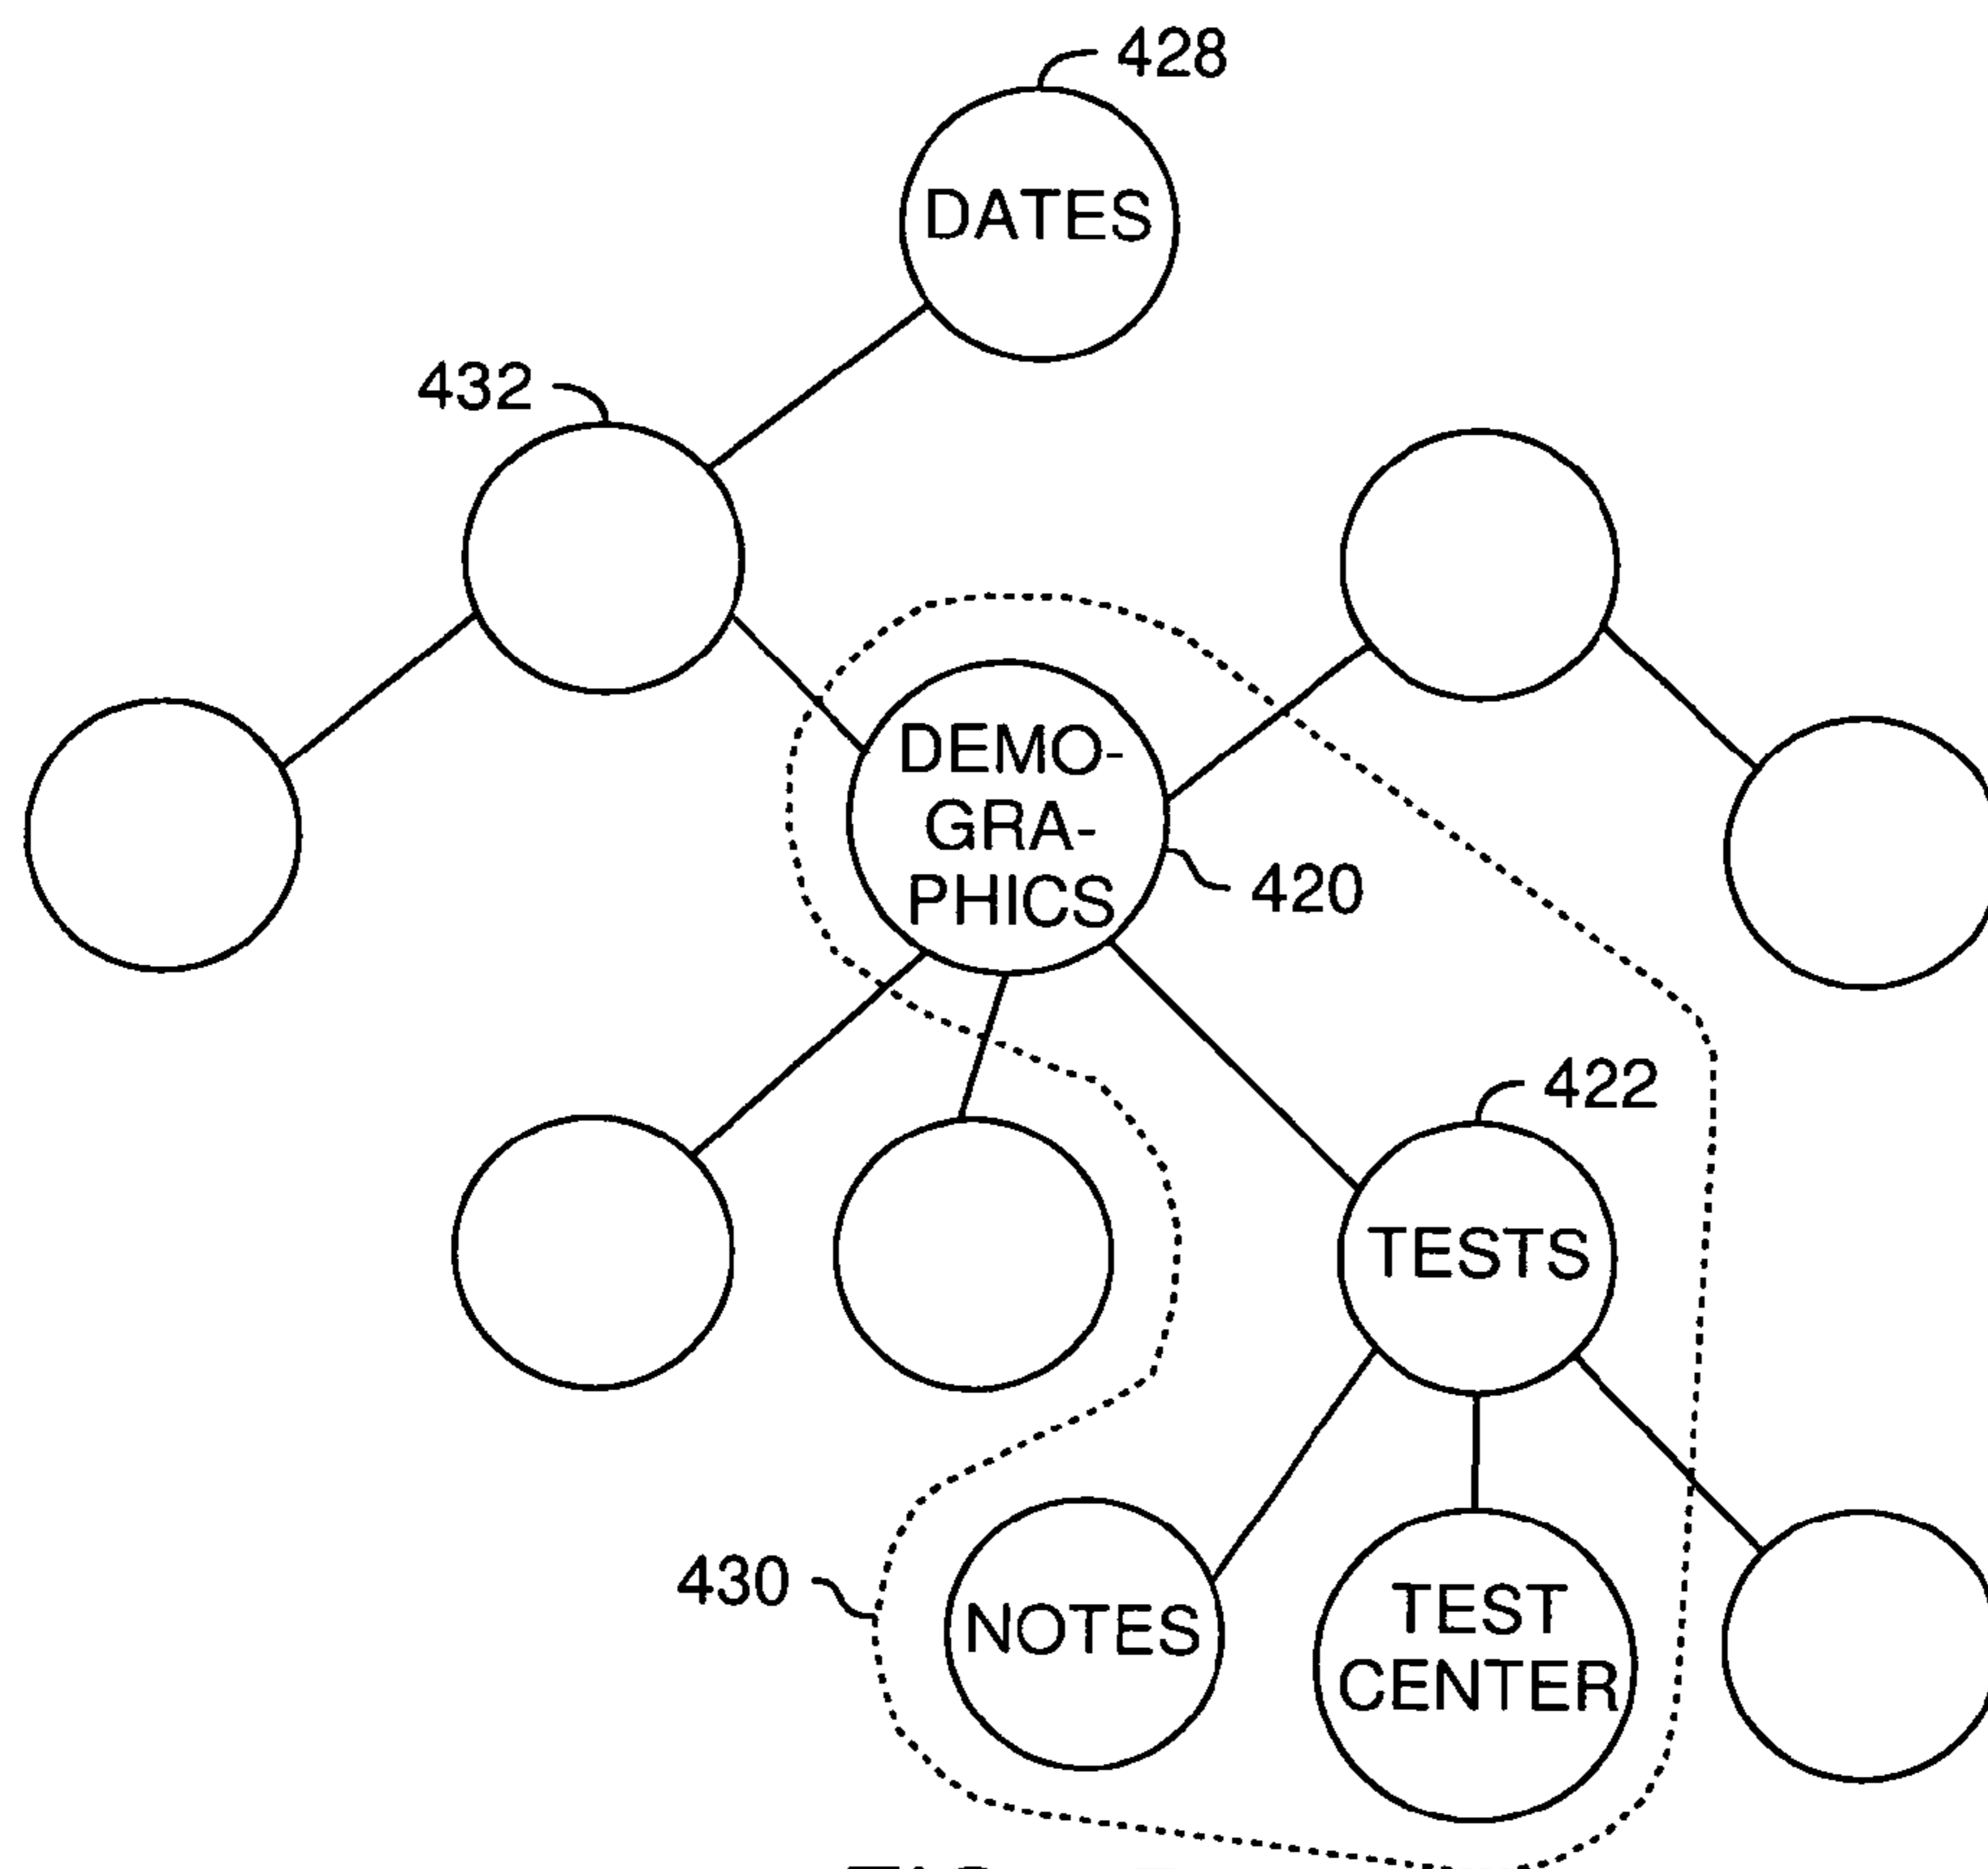 428
DATES
432
DEMO-
GRA-
PHICS
420
422
TESTS
430
NOTES
TEST
CENTER